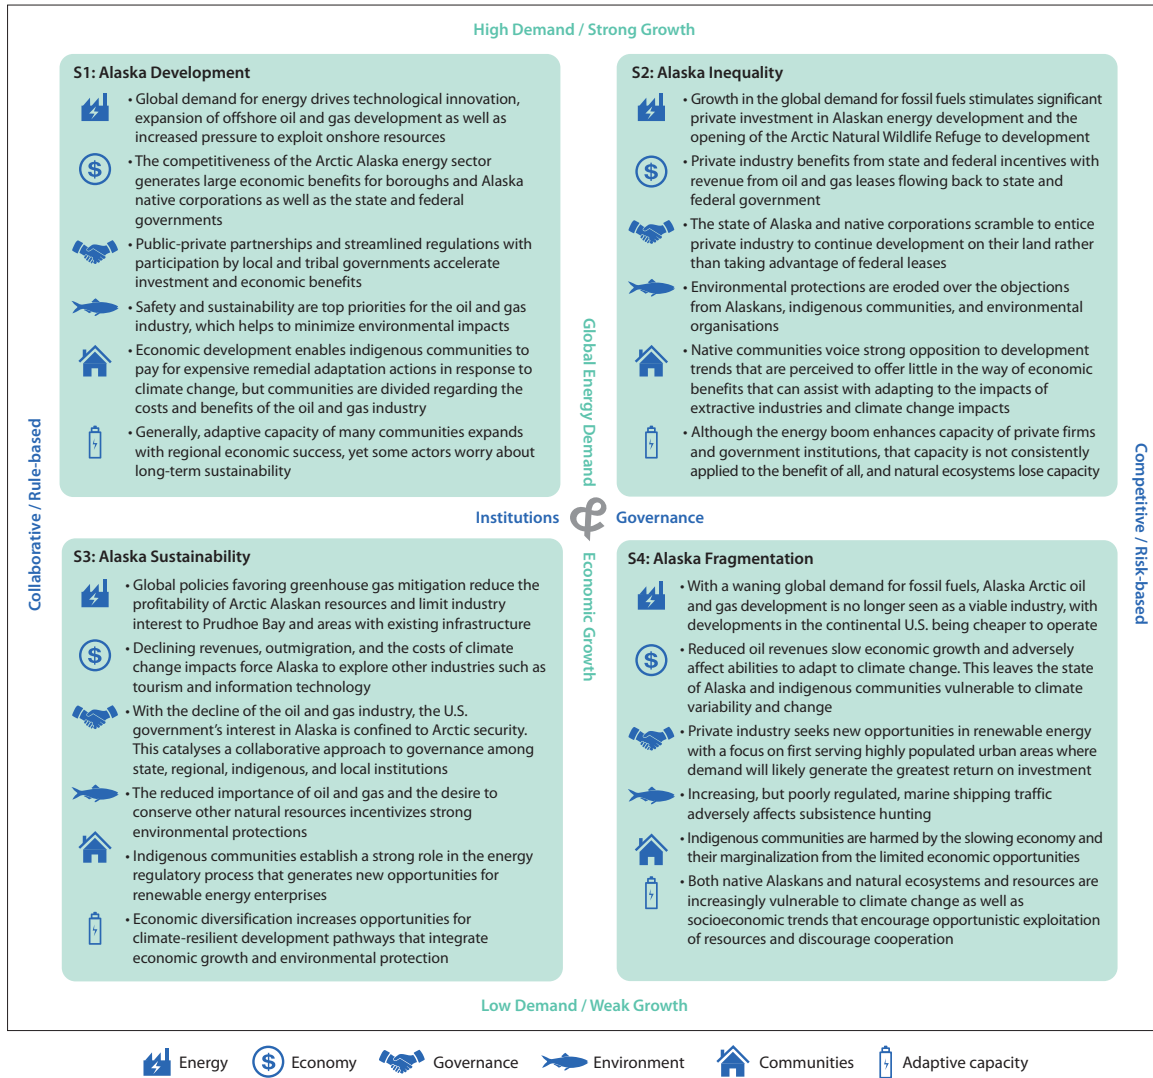 High Demand / Strong Growth
S1: Alaska Development
• Global demand for energy drives technological innovation,
expansion of offshore oil and gas development as well as
increased pressure to exploit onshore resources
• The competitiveness of the Arctic Alaska energy sector
generates large economic benefits for boroughs and Alaska
native corporations as well as the state and federal
governments
• Public-private partnerships and streamlined regulations with
participation by local and tribal governments accelerate
investment and economic benefits
• Safety and sustainability are top priorities for the oil and gas
industry, which helps to minimize environmental impacts
• Economic development enables indigenous communities to
pay for expensive remedial adaptation actions in response to
climate change, but communities are divided regarding the
costs and benefits of the oil and gas industry
• Generally, adaptive capacity of many communities expands
with regional economic success, yet some actors worry about
long-term sustainability
S2: Alaska Inequality
• Growth in the global demand for fossil fuels stimulates significant
private investment in Alaskan energy development and the
opening of the Arctic Natural Wildlife Refuge to development
• Private industry benefits from state and federal incentives with
revenue from oil and gas leases flowing back to state and
federal government
• The state of Alaska and native corporations scramble to entice
private industry to continue development on their land rather
than taking advantage of federal leases
• Environmental protections are eroded over the objections
from Alaskans, indigenous communities, and environmental
organisations
• Native communities voice strong opposition to development
trends that are perceived to offer little in the way of economic
benefits that can assist with adapting to the impacts of
extractive industries and climate change impacts
• Although the energy boom enhances capacity of private firms
and government institutions, that capacity is not consistently
applied to the benefit of all, and natural ecosystems lose capacity
Global Energy Demand
Collaborative / Rule-based
Institutions & Governance
Competitive / Risk-based
Economic Growth
S3: Alaska Sustainability
• Global policies favoring greenhouse gas mitigation reduce the
profitability of Arctic Alaskan resources and limit industry
interest to Prudhoe Bay and areas with existing infrastructure
• Declining revenues, outmigration, and the costs of climate
change impacts force Alaska to explore other industries such as
tourism and information technology
• With the decline of the oil and gas industry, the U.S.
government's interest in Alaska is confined to Arctic security.
This catalyses a collaborative approach to governance among
state, regional, indigenous, and local institutions
• The reduced importance of oil and gas and the desire to
conserve other natural resources incentivizes strong
environmental protections
• Indigenous communities establish a strong role in the energy
regulatory process that generates new opportunities for
renewable energy enterprises
• Economic diversification increases opportunities for
climate-resilient development pathways that integrate
economic growth and environmental protection
S4: Alaska Fragmentation
• With a waning global demand for fossil fuels, Alaska Arctic oil
and gas development is no longer seen as a viable industry, with
developments in the continental U.S. being cheaper to operate
• Reduced oil revenues slow economic growth and adversely
affect abilities to adapt to climate change. This leaves the state
of Alaska and indigenous communities vulnerable to climate
variability and change
• Private industry seeks new opportunities in renewable energy
with a focus on first serving highly populated urban areas where
demand will likely generate the greatest return on investment
• Increasing, but poorly regulated, marine shipping traffic
adversely affects subsistence hunting
• Indigenous communities are harmed by the slowing economy and
their marginalization from the limited economic opportunities
• Both native Alaskans and natural ecosystems and resources are
increasingly vulnerable to climate change as well as
socioeconomic trends that encourage opportunistic exploitation
of resources and discourage cooperation
Low Demand / Weak Growth
Energy
$ Economy
Governance
Environment
Communities
Adaptive capacity